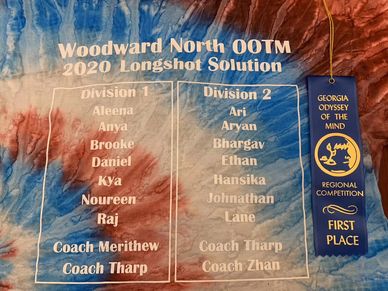 Woodward North OOTM
2020 Longshot Solution
Division 1
Aleena
Anya
Brooke
Daniel
Kya
Noureen
Raj
Coach Merithew
Coach Tharp
Division 2
Ari
Aryan
Bhargav
Ethan
Hansika
Johnathan
Lane
Coach Tharp
Coach Zhan
GEORGIA
ODYSSEY
OF THE
MIND
REGIONAL
COMPETITION
FIRST
PLACE